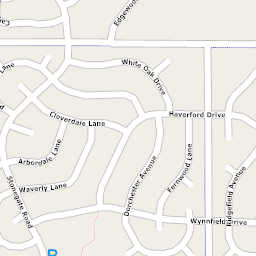 Edgewoo
Lane
White Oak Drive
Haverford Drive
Cloverdale Lane
Arbordale Lane
Waverly Lane
Stonegate Road
Dorchester Avenue
Fernwood Lane
Ridgefield Avenue
Wynnfield Drive
P